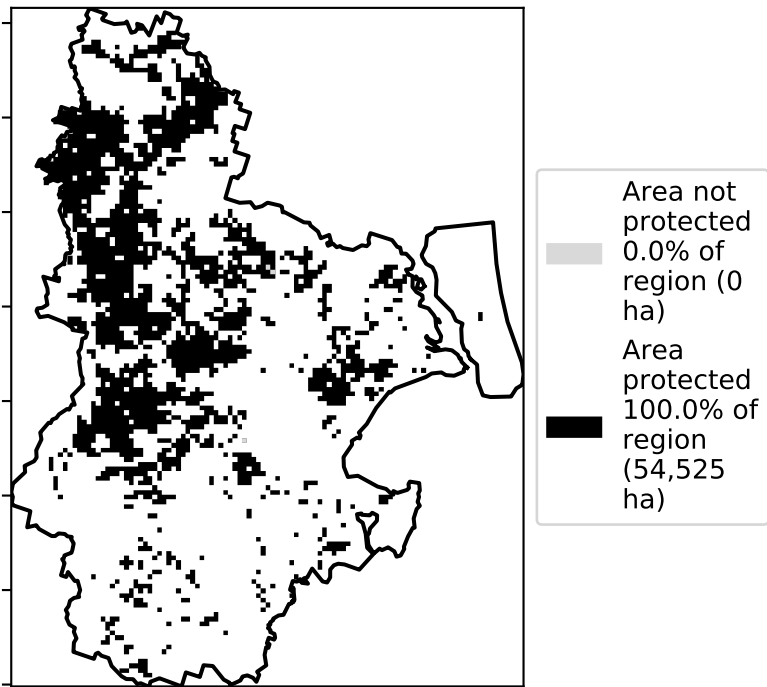 Area not
protected
0.0% of
region (0
ha)
Area
protected
100.0% of
region
(54,525
ha)